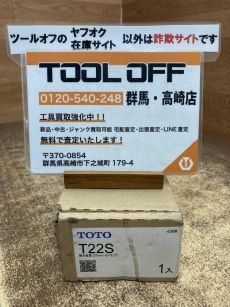 ツールオフの ヤフオク 以外は詐欺サイトです
在庫サイト
TOOL OFF
0120-540-248 群馬・高崎店
工具買取強化中！！
新品・中古・ジャンク買取可能 宅配査定・出張査定・LINE査定
無料で査定いたします！
〒370-0854
群馬県高崎市下之城町 179-4
TOTO
T22S
1入